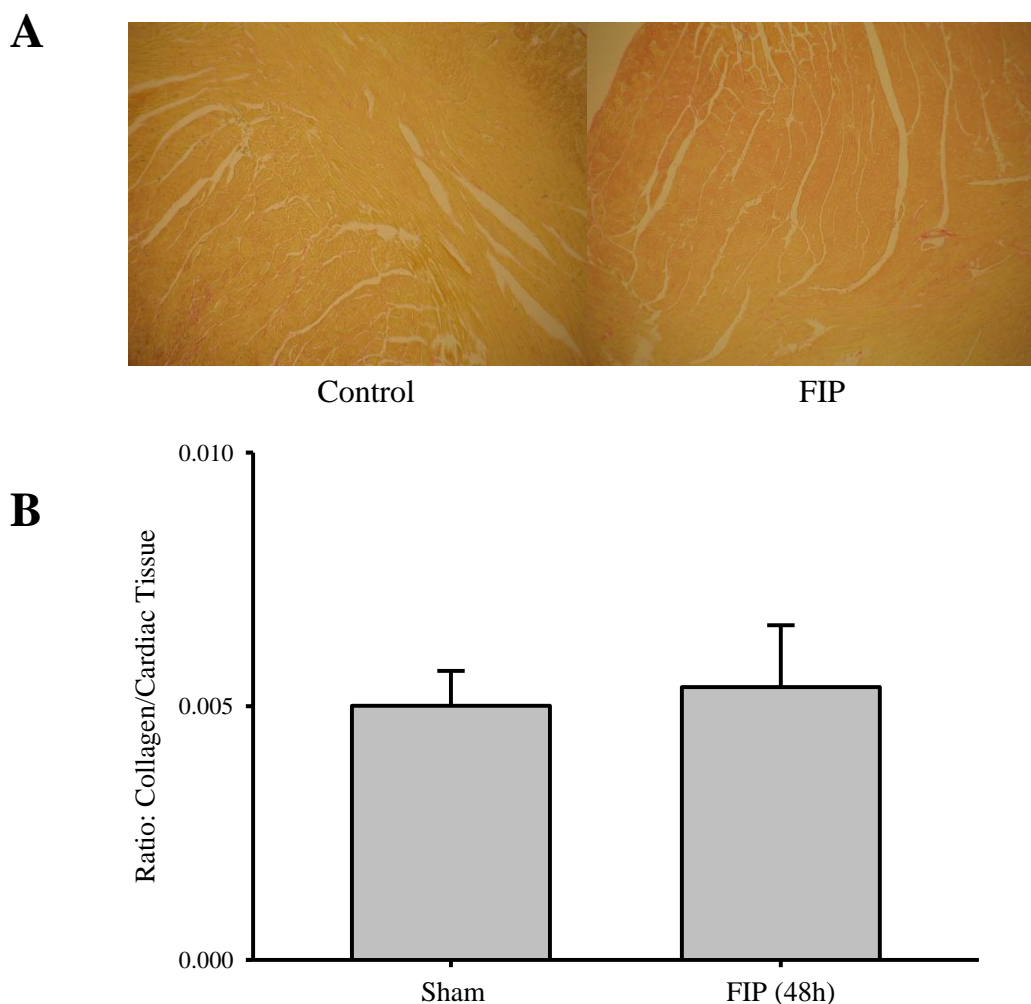 A
Control FIP
B
0.010
0.005
0.000
Ratio: Collagen/Cardiac Tissue
Sham FIP (48h)